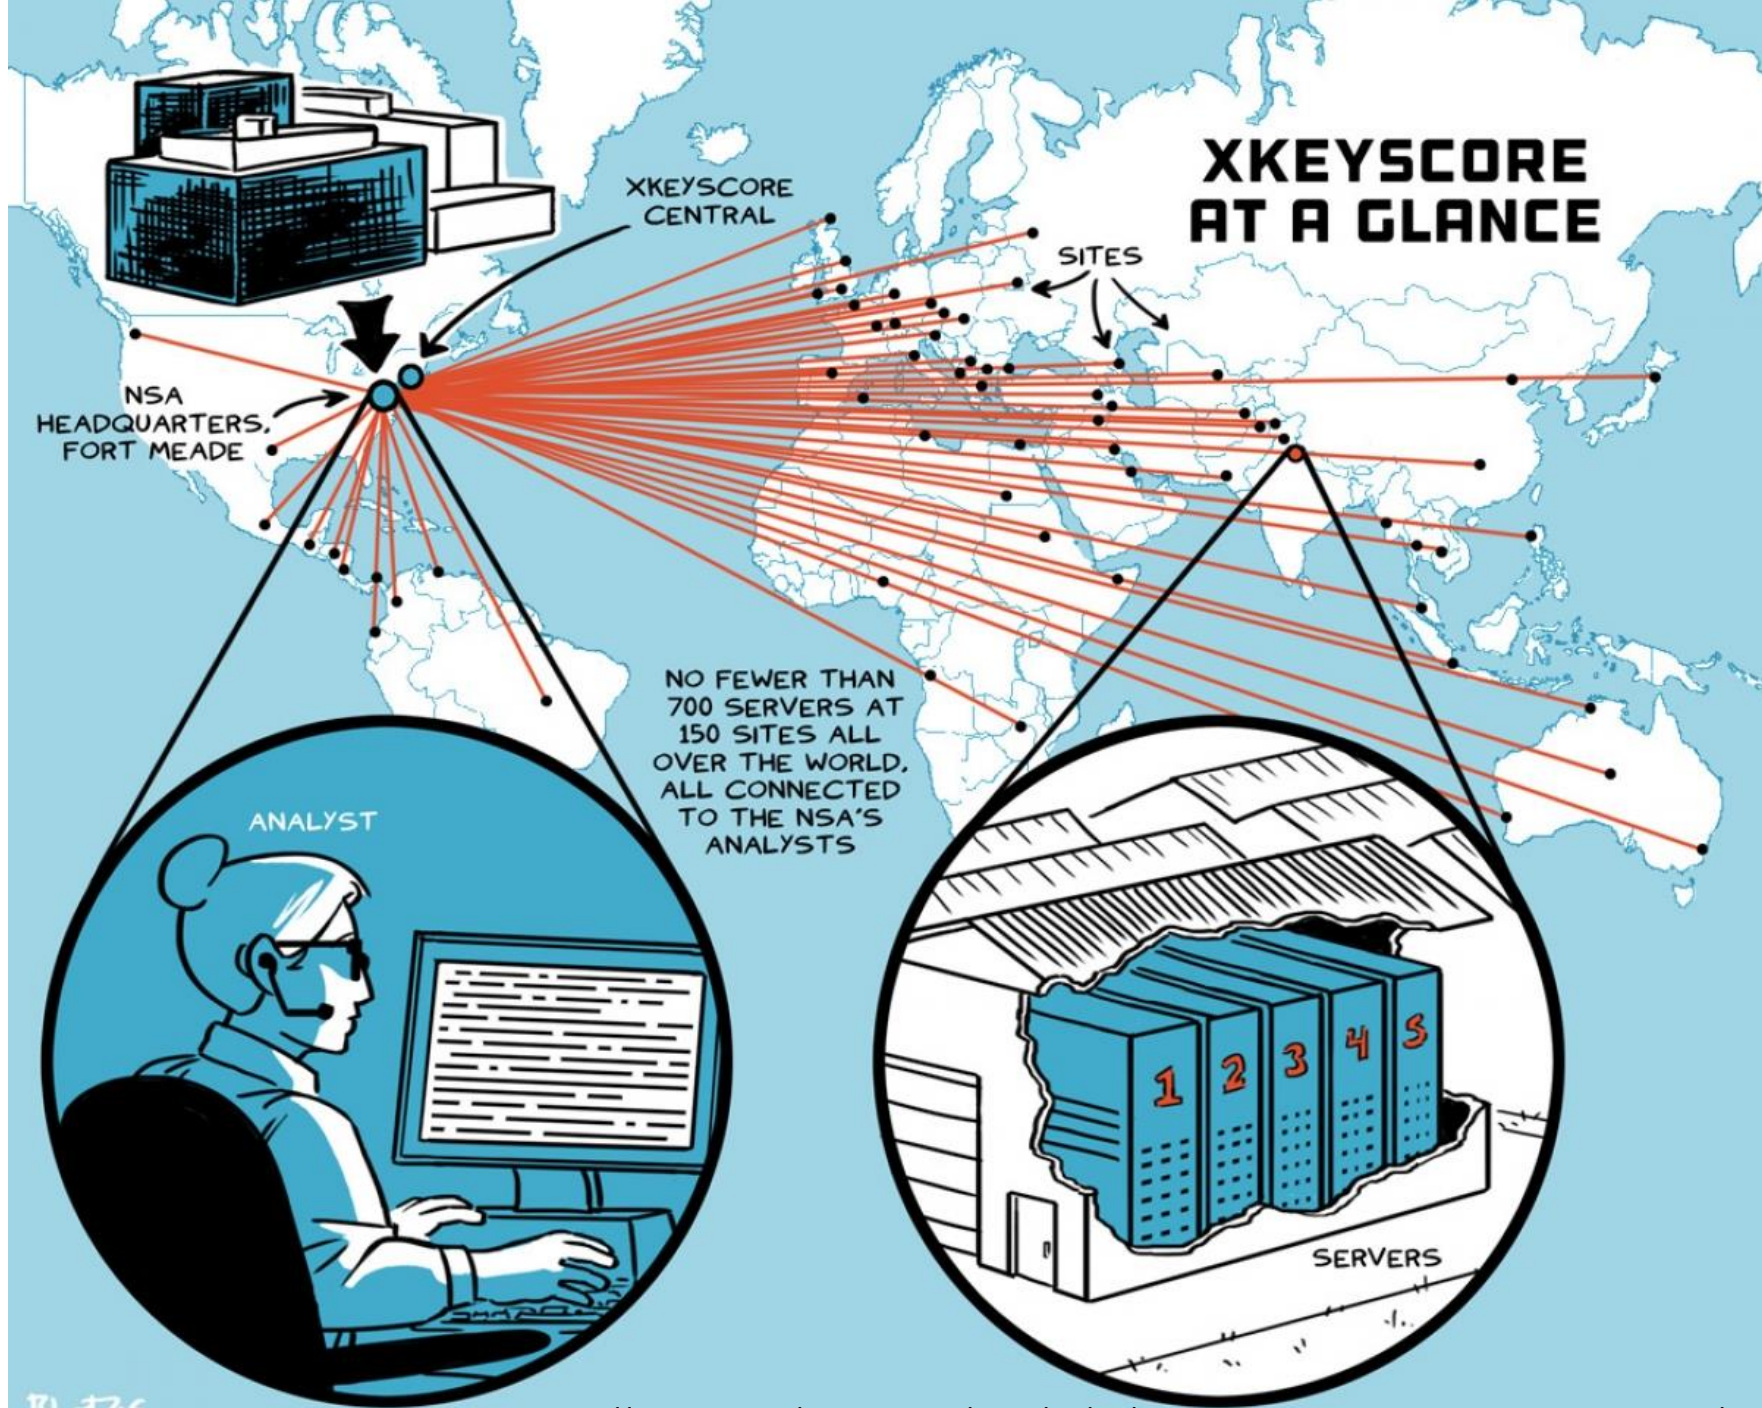 XKEYSCORE
AT A GLANCE
XKEYSCORE
CENTRAL
SITES
NSA
HEADQUARTERS,
FORT MEADE
NO FEWER THAN
700 SERVERS AT
150 SITES ALL
OVER THE WORLD,
ALL CONNECTED
TO THE NSA'S
ANALYSTS
ANALYST
1 2 3 4 5
SERVERS